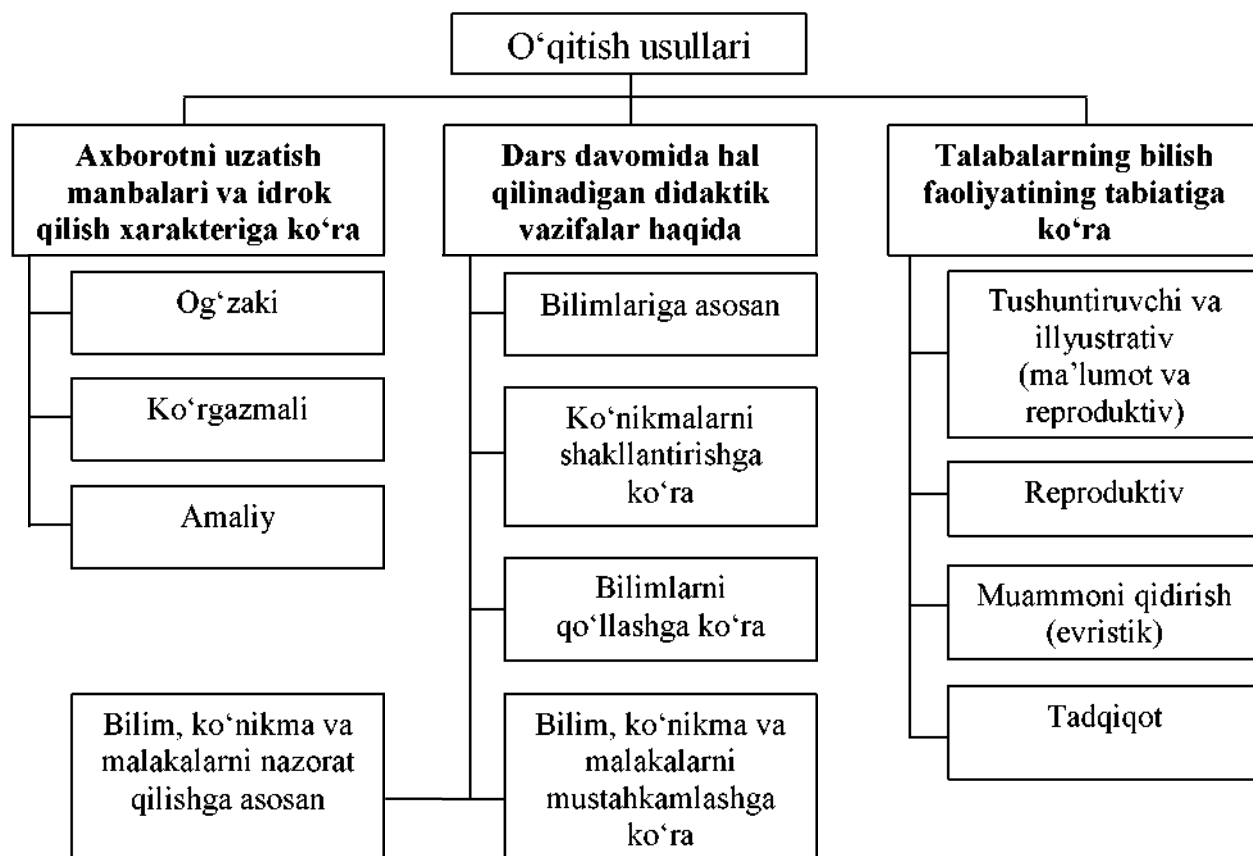 O‘qitish usullari
Axborotni uzatish
manbalari va idrok
qilish xarakteriga ko‘ra
Og‘zaki
Ko‘rgazmali
Amaliy
Dars davomida hal
qilinadigan didaktik
vazifalar haqida
Bilimlariga asosan
Ko‘nikmalarni
shakllantirishga
ko‘ra
Bilimlarni
qo‘llashga ko‘ra
Bilim, ko‘nikma va
malakalarni nazorat
qilishga asosan
Bilim, ko‘nikma va
malakalarni
mustahkamlashga
ko‘ra
Talabalarning bilish
faoliyatining tabiatiga
ko‘ra
Tushuntiruvchi va
illyustrativ
(ma’lumot va
reproduktiv)
Reproduktiv
Muammoni qidirish
(evristik)
Tadqiqot